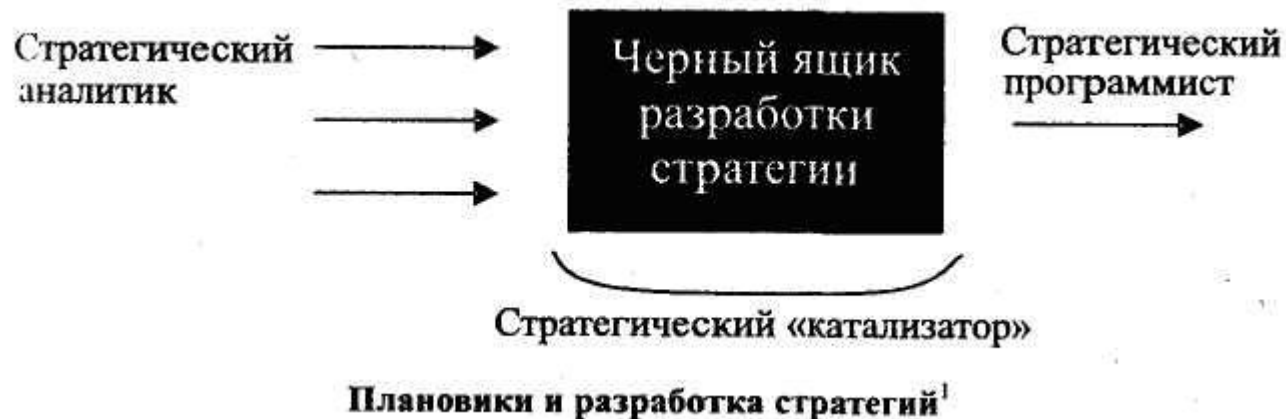 Стратегический
аналитик
Черный ящик
разработки
стратегии
Стратегический
программист
Стратегический «катализатор»
Плановики и разработка стратегий¹